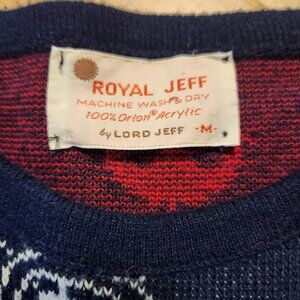 ROYAL JEFF
MACHINE WASH & DRY
100% Orlon® Acrylic
by LORD JEFF -M-